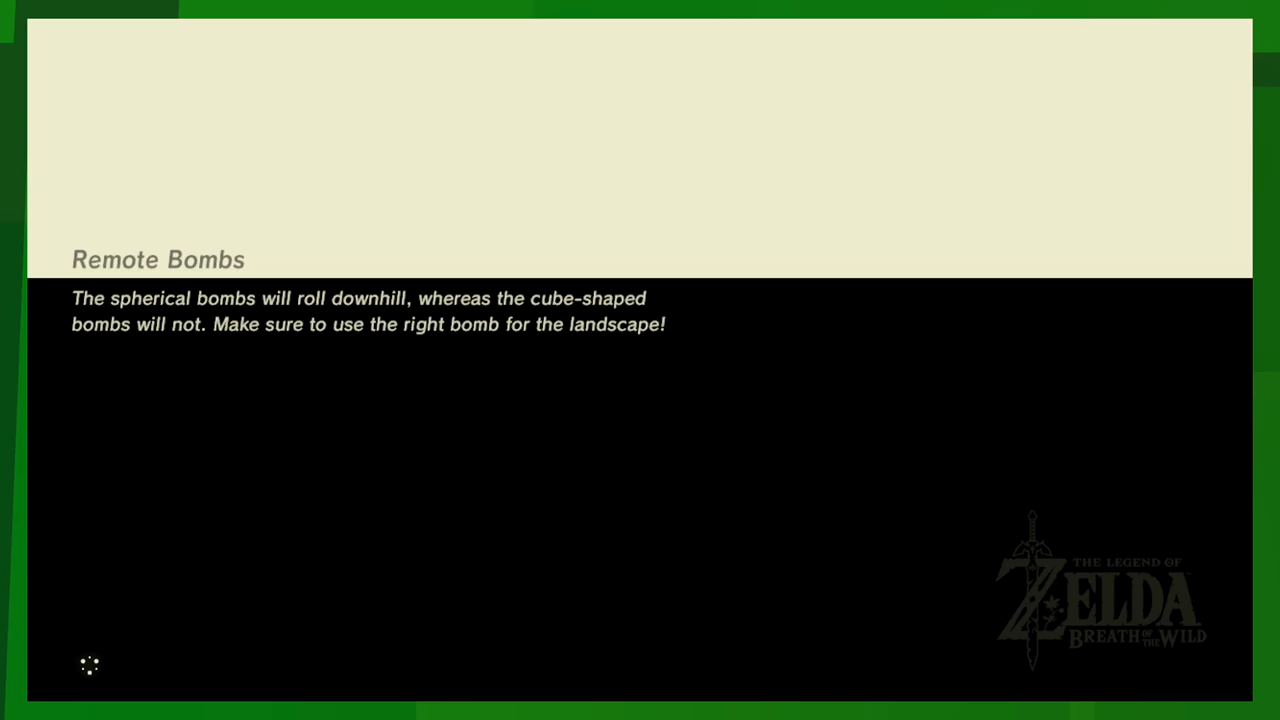 Remote Bombs
The spherical bombs will roll downhill, whereas the cube-shaped
bombs will not. Make sure to use the right bomb for the landscape!
THE LEGEND OF
ZELDA
BREATH OF THE WILD